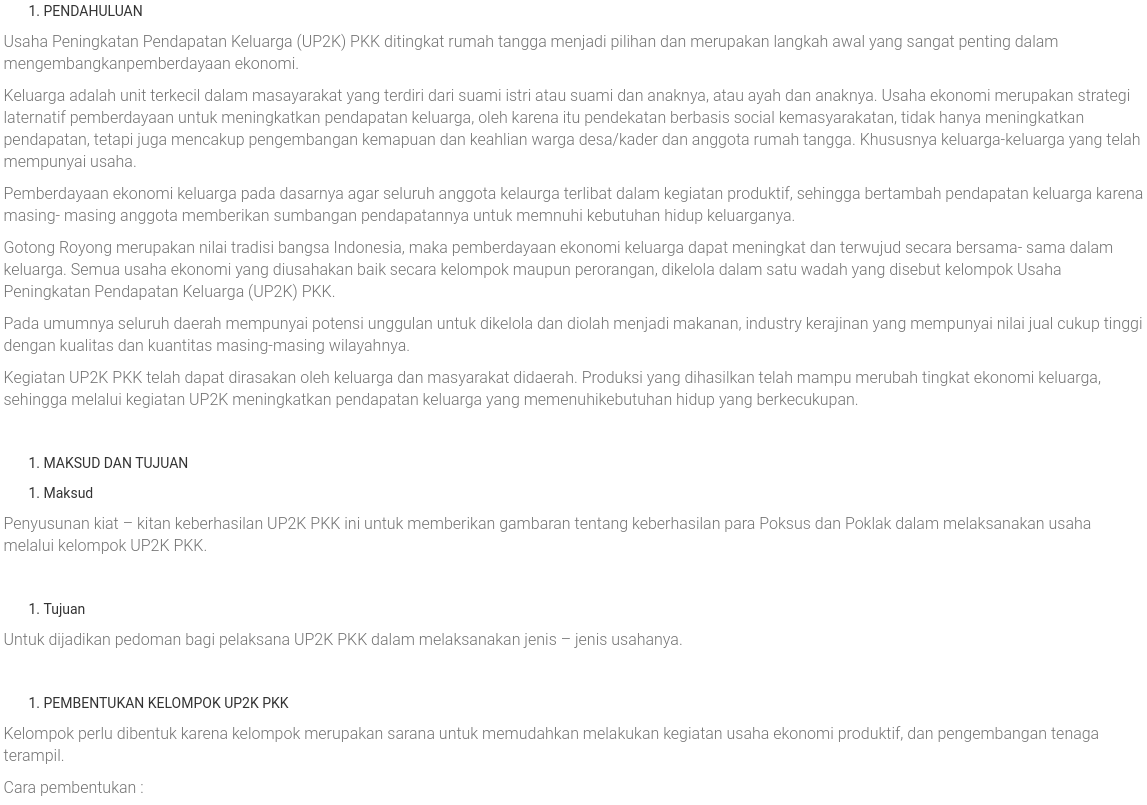 1. PENDAHULUAN
Usaha Peningkatan Pendapatan Keluarga (UP2K) PKK ditingkat rumah tangga menjadi pilihan dan merupakan langkah awal yang sangat penting dalam
mengembangkanpemberdayaan ekonomi.
Keluarga adalah unit terkecil dalam masayarakat yang terdiri dari suami istri atau suami dan anaknya, atau ayah dan anaknya. Usaha ekonomi merupakan strategi
laternatif pemberdayaan untuk meningkatkan pendapatan keluarga, oleh karena itu pendekatan berbasis social kemasyarakatan, tidak hanya meningkatkan
pendapatan, tetapi juga mencakup pengembangan kemapuan dan keahlian warga desa/kader dan anggota rumah tangga. Khususnya keluarga-keluarga yang telah
mempunyai usaha.
Pemberdayaan ekonomi keluarga pada dasarnya agar seluruh anggota kelaurga terlibat dalam kegiatan produktif, sehingga bertambah pendapatan keluarga karena
masing- masing anggota memberikan sumbangan pendapatannya untuk memnuhi kebutuhan hidup keluarganya.
Gotong Royong merupakan nilai tradisi bangsa Indonesia, maka pemberdayaan ekonomi keluarga dapat meningkat dan terwujud secara bersama- sama dalam
keluarga. Semua usaha ekonomi yang diusahakan baik secara kelompok maupun perorangan, dikelola dalam satu wadah yang disebut kelompok Usaha
Peningkatan Pendapatan Keluarga (UP2K) PKK.
Pada umumnya seluruh daerah mempunyai potensi unggulan untuk dikelola dan diolah menjadi makanan, industry kerajinan yang mempunyai nilai jual cukup tinggi
dengan kualitas dan kuantitas masing-masing wilayahnya.
Kegiatan UP2K PKK telah dapat dirasakan oleh keluarga dan masyarakat didaerah. Produksi yang dihasilkan telah mampu merubah tingkat ekonomi keluarga,
sehingga melalui kegiatan UP2K meningkatkan pendapatan keluarga yang memenuhikebutuhan hidup yang berkecukupan.
1. MAKSUD DAN TUJUAN
1. Maksud
Penyusunan kiat – kitan keberhasilan UP2K PKK ini untuk memberikan gambaran tentang keberhasilan para Poksus dan Poklak dalam melaksanakan usaha
melalui kelompok UP2K PKK.
1. Tujuan
Untuk dijadikan pedoman bagi pelaksana UP2K PKK dalam melaksanakan jenis – jenis usahanya.
1. PEMBENTUKAN KELOMPOK UP2K PKK
Kelompok perlu dibentuk karena kelompok merupakan sarana untuk memudahkan melakukan kegiatan usaha ekonomi produktif, dan pengembangan tenaga
terampil.
Cara pembentukan :